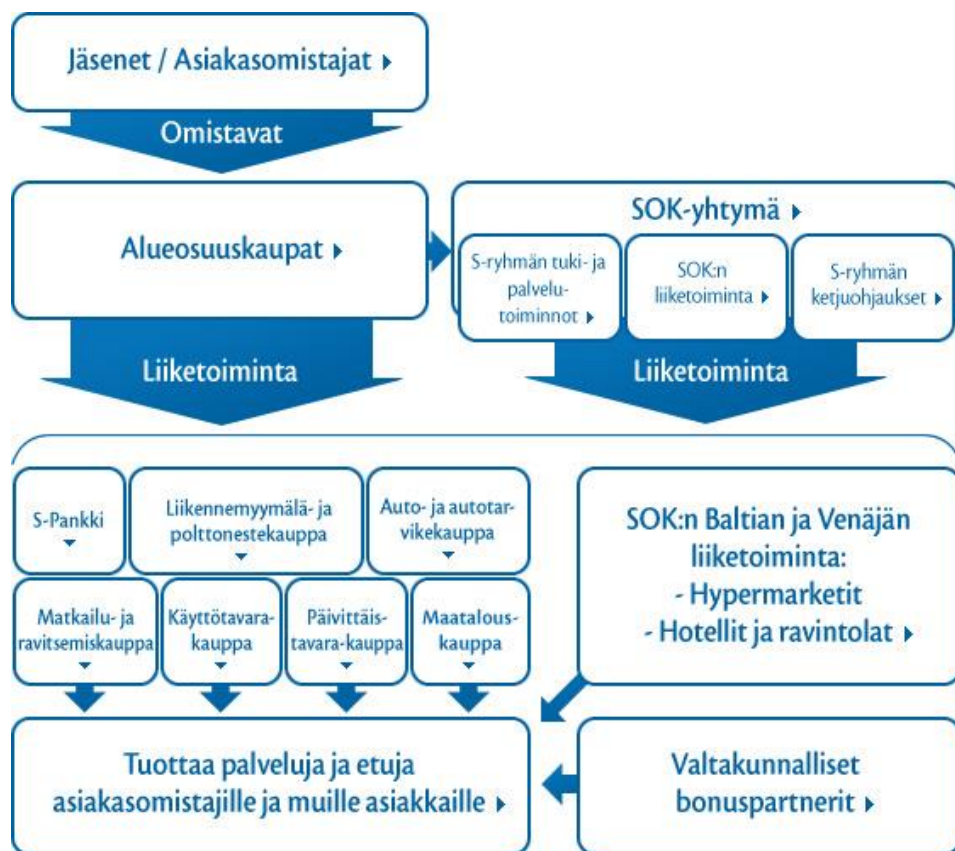 Jäsenet / Asiakasomistajat
Omistavat
Alueosuuskaupat
SOK-yhtymä
S-ryhmän tuki- ja
palvelu-
toiminnot
SOK:n
liiketoiminta
S-ryhmän
ketjuohjaukset
Liiketoiminta
Liiketoiminta
S-Pankki
Liikennemyymälä- ja
polttonestekauppa
Auto- ja autotar-
vikekauppa
Matkailu- ja
ravitsemiskauppa
Käyttötavara-
kauppa
Päivittäis-
tavara-kauppa
Maatalous-
kauppa
SOK:n Baltian ja Venäjän
liiketoiminta:
- Hypermarketit
- Hotellit ja ravintolat
Tuottaa palveluja ja etuja
asiakasomistajille ja muille asiakkaille
Valtakunnalliset
bonuspartnerit